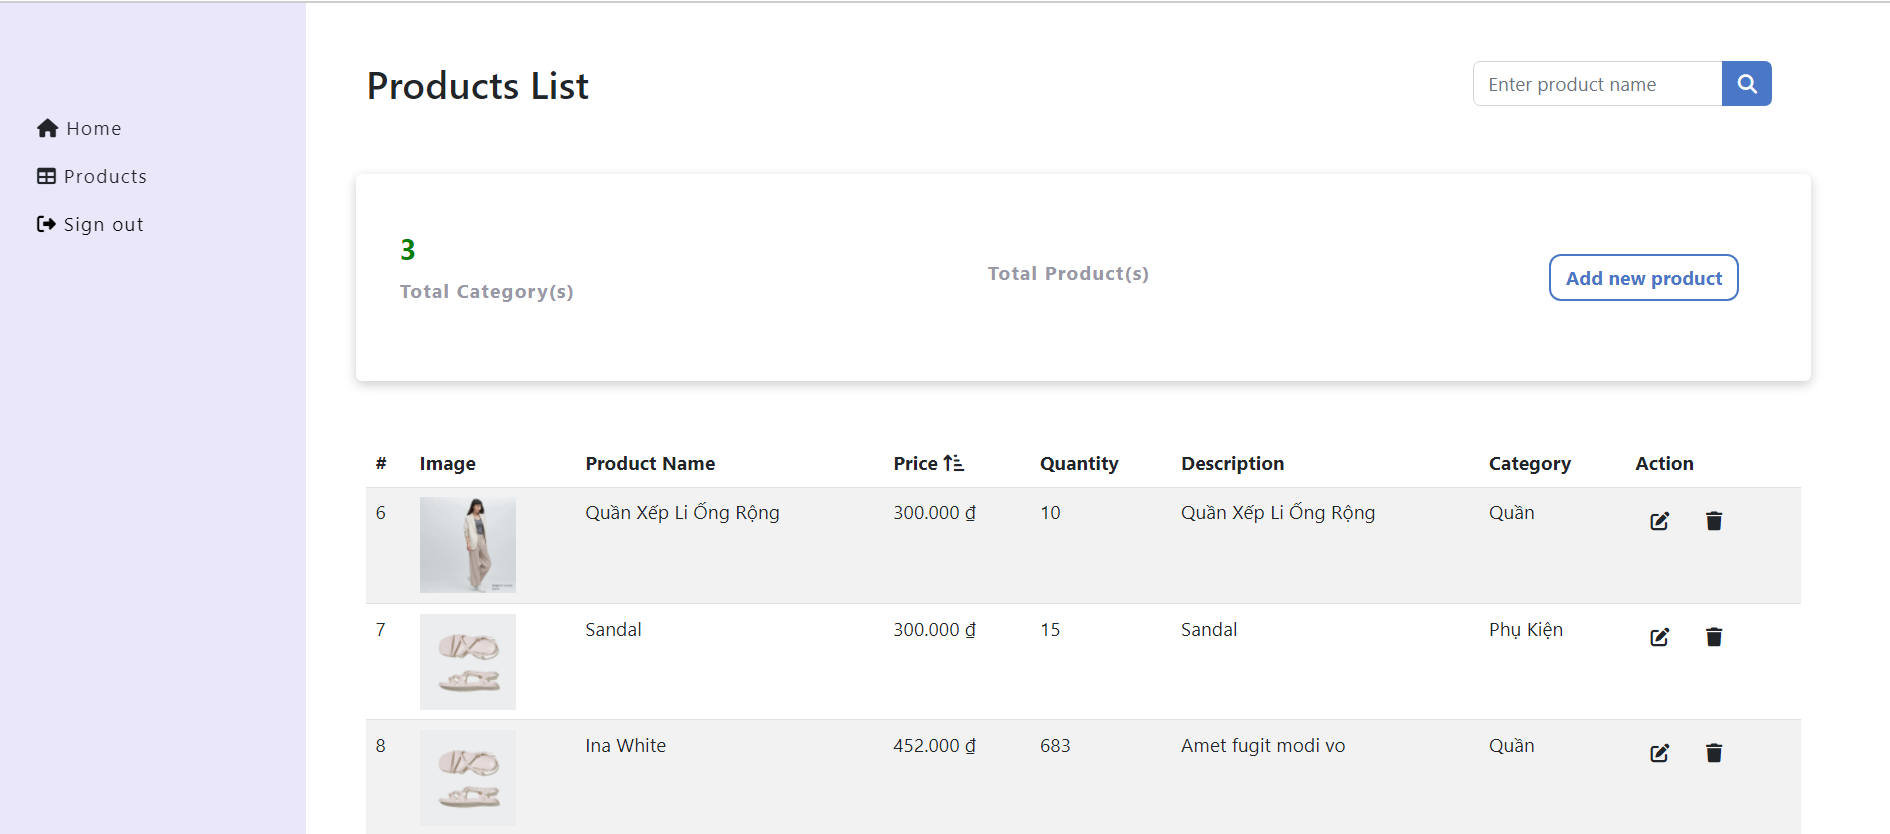 Products List
Enter product name
Home
Products
Sign out
3
Total Category(s)
Total Product(s)
Add new product
# Image Product Name Price Quantity Description Category Action
6 Quần Xếp Li Ống Rộng 300.000 ₫ 10 Quần Xếp Li Ống Rộng Quần
7 Sandal 300.000 ₫ 15 Sandal Phụ Kiện
8 Ina White 452.000 ₫ 683 Amet fugit modi vo Quần